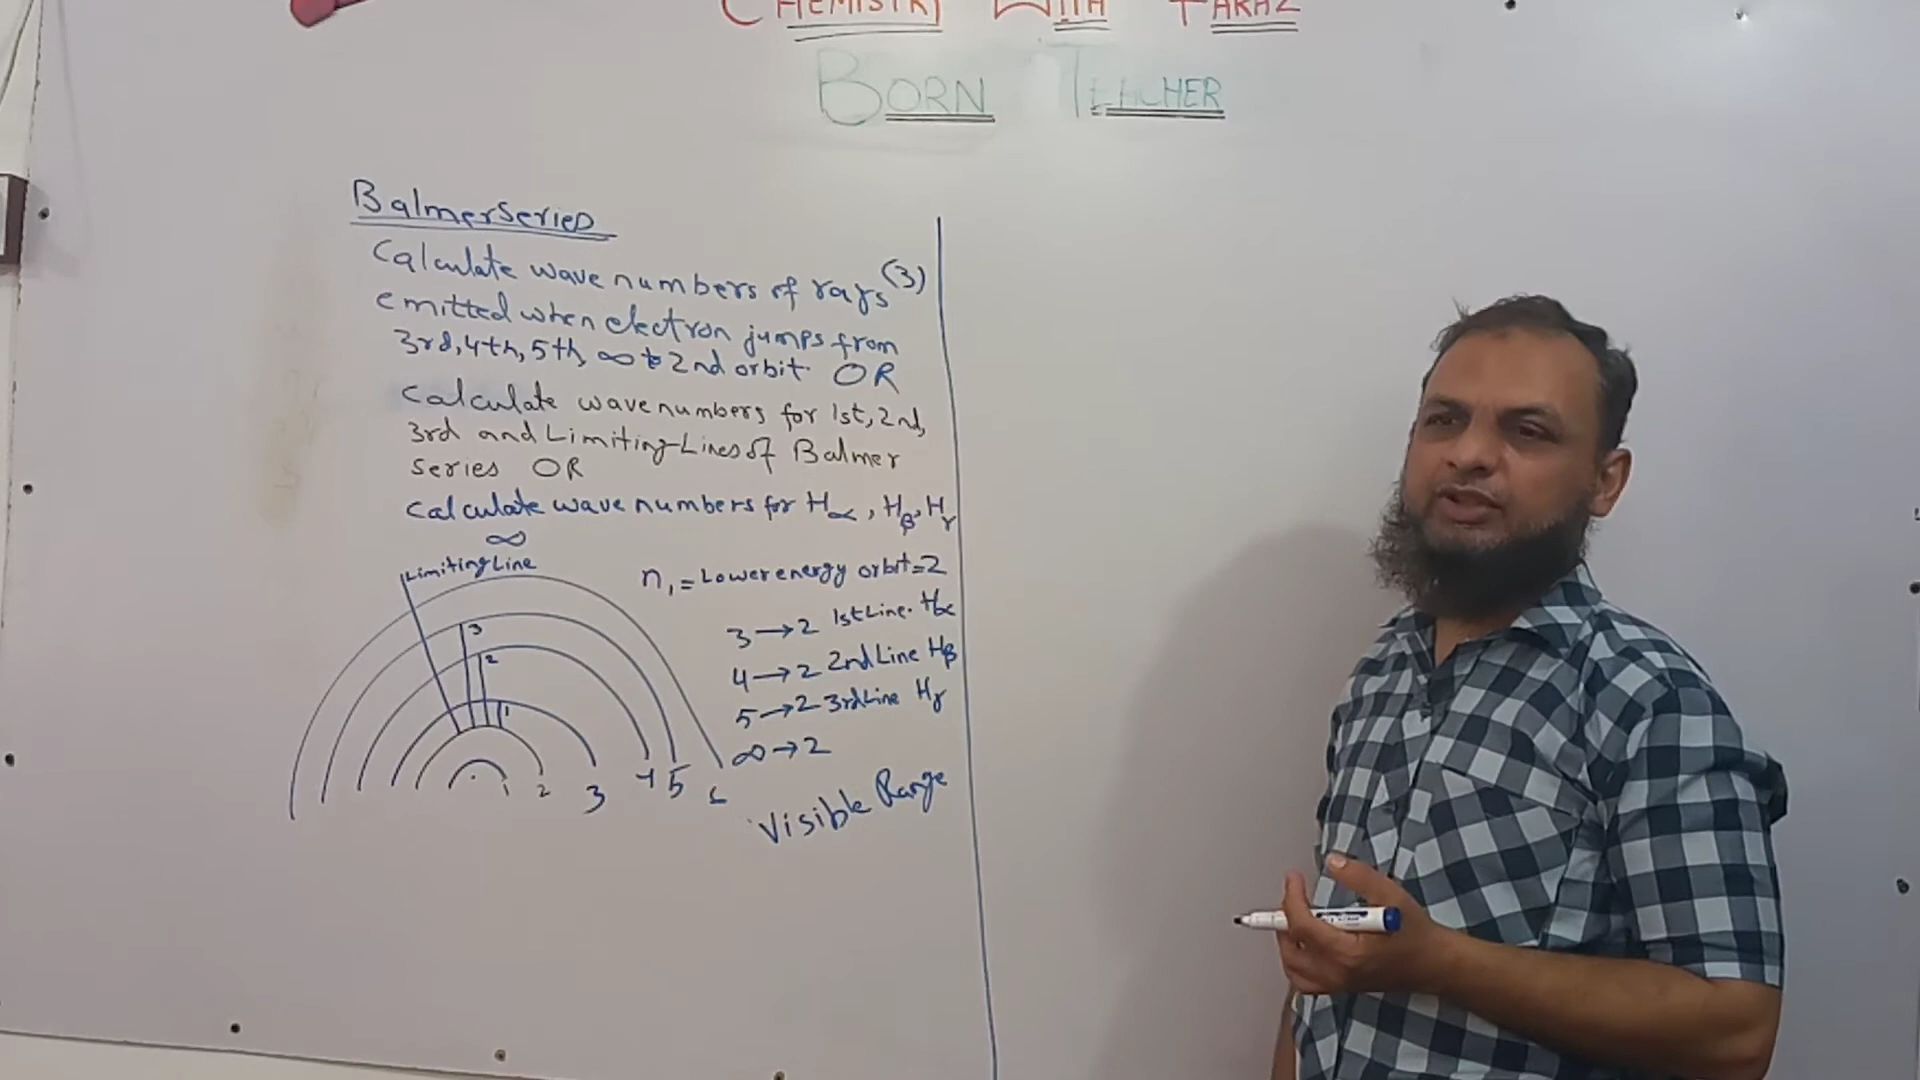 CHEMISTRY WITH FARAZ
BORN TEACHER
Balmer Series
Calculate wave numbers of rays (3)
emitted when electron jumps from
3rd, 4th, 5th, ∞ to 2nd orbit. OR
Calculate wave numbers for 1st, 2nd,
3rd and Limiting Lines of Balmer
series OR
Calculate wave numbers for Hα, Hβ, Hγ
∞
Limiting Line
n₁ = Lower energy orbit = 2
3 → 2 1st Line. Hα
4 → 2 2nd Line Hβ
5 → 2 3rd Line Hγ
∞ → 2
3
2
1
1 2 3 4 5 6
Visible Range